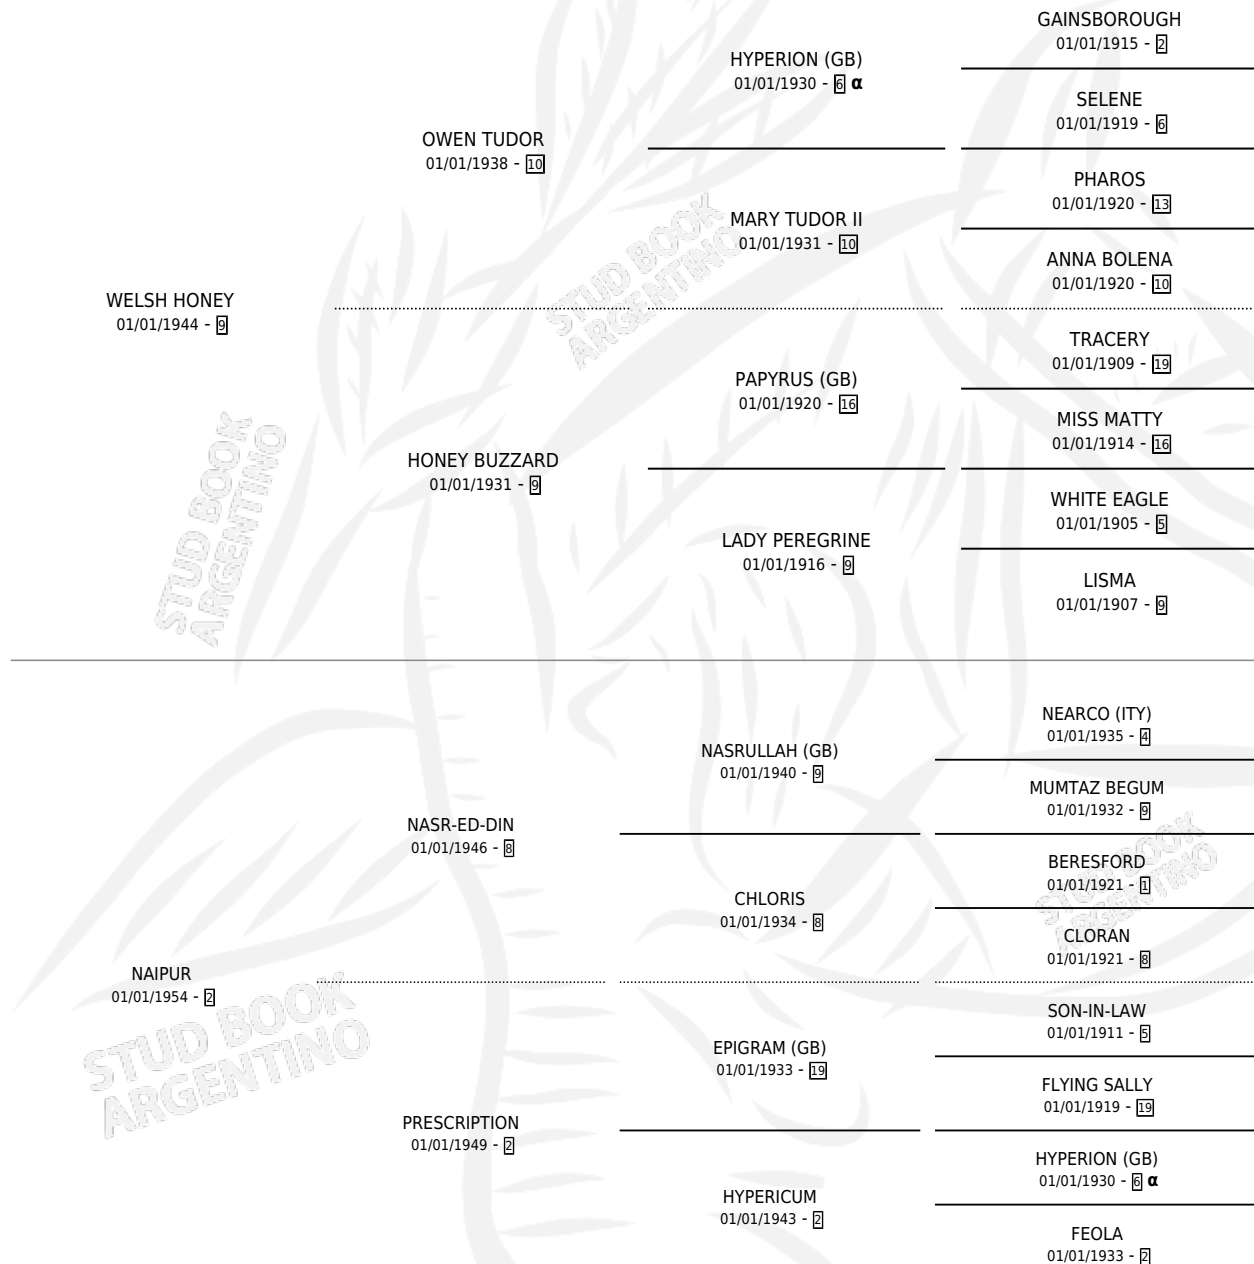 WELSH HONEY
01/01/1944 - 9
OWEN TUDOR
01/01/1938 - 10
HYPERION (GB)
01/01/1930 - 6 α
GAINSBOROUGH
01/01/1915 - 2
SELENE
01/01/1919 - 6
MARY TUDOR II
01/01/1931 - 10
PHAROS
01/01/1920 - 13
ANNA BOLENA
01/01/1920 - 10
HONEY BUZZARD
01/01/1931 - 9
PAPYRUS (GB)
01/01/1920 - 16
TRACERY
01/01/1909 - 19
MISS MATTY
01/01/1914 - 16
LADY PEREGRINE
01/01/1916 - 9
WHITE EAGLE
01/01/1905 - 5
LISMA
01/01/1907 - 9
NAIPUR
01/01/1954 - 2
NASR-ED-DIN
01/01/1946 - 8
NASRULLAH (GB)
01/01/1940 - 9
NEARCO (ITY)
01/01/1935 - 4
MUMTAZ BEGUM
01/01/1932 - 9
CHLORIS
01/01/1934 - 8
BERESFORD
01/01/1921 - 1
CLORAN
01/01/1921 - 8
PRESCRIPTION
01/01/1949 - 2
EPIGRAM (GB)
01/01/1933 - 19
SON-IN-LAW
01/01/1911 - 5
FLYING SALLY
01/01/1919 - 19
HYPERICUM
01/01/1943 - 2
HYPERION (GB)
01/01/1930 - 6 α
FEOLA
01/01/1933 - 2
STUD BOOK
ARGENTINO
STUD BOOK
ARGENTINO
STUD BOOK
ARGENTINO
STUD BOOK
ARGENTINO